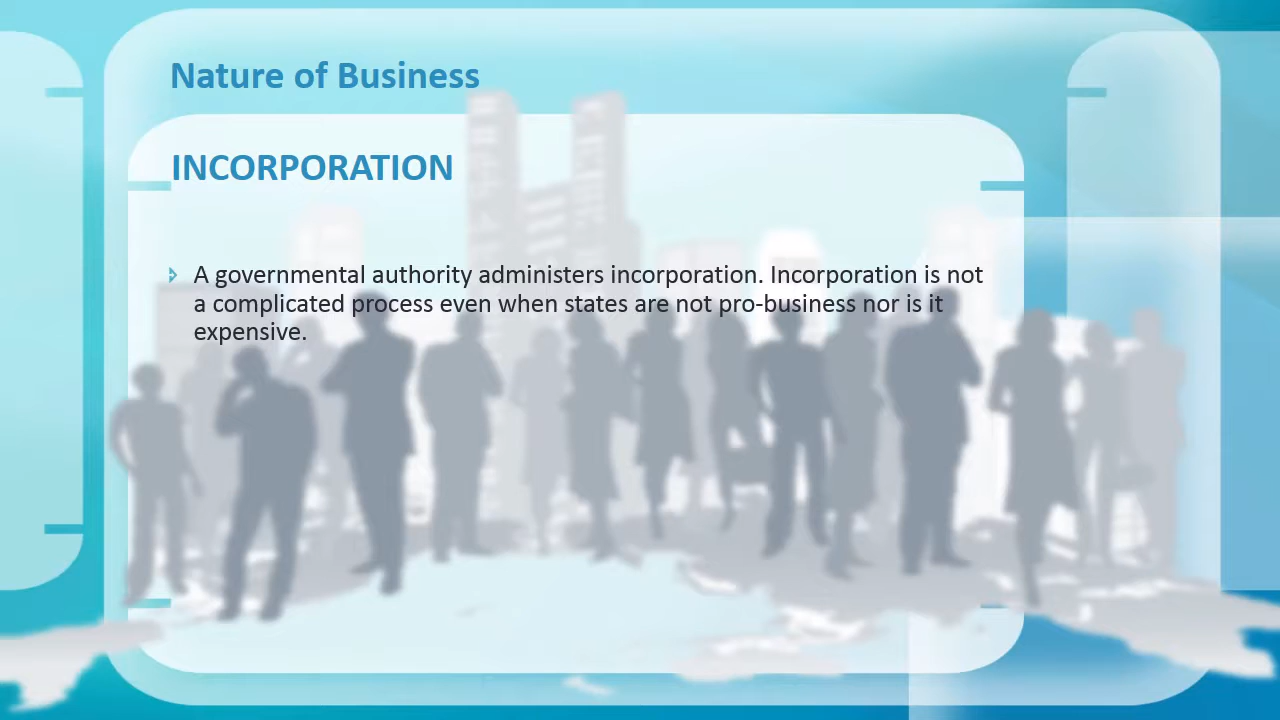 Nature of Business
INCORPORATION
A governmental authority administers incorporation. Incorporation is not
a complicated process even when states are not pro-business nor is it
expensive.